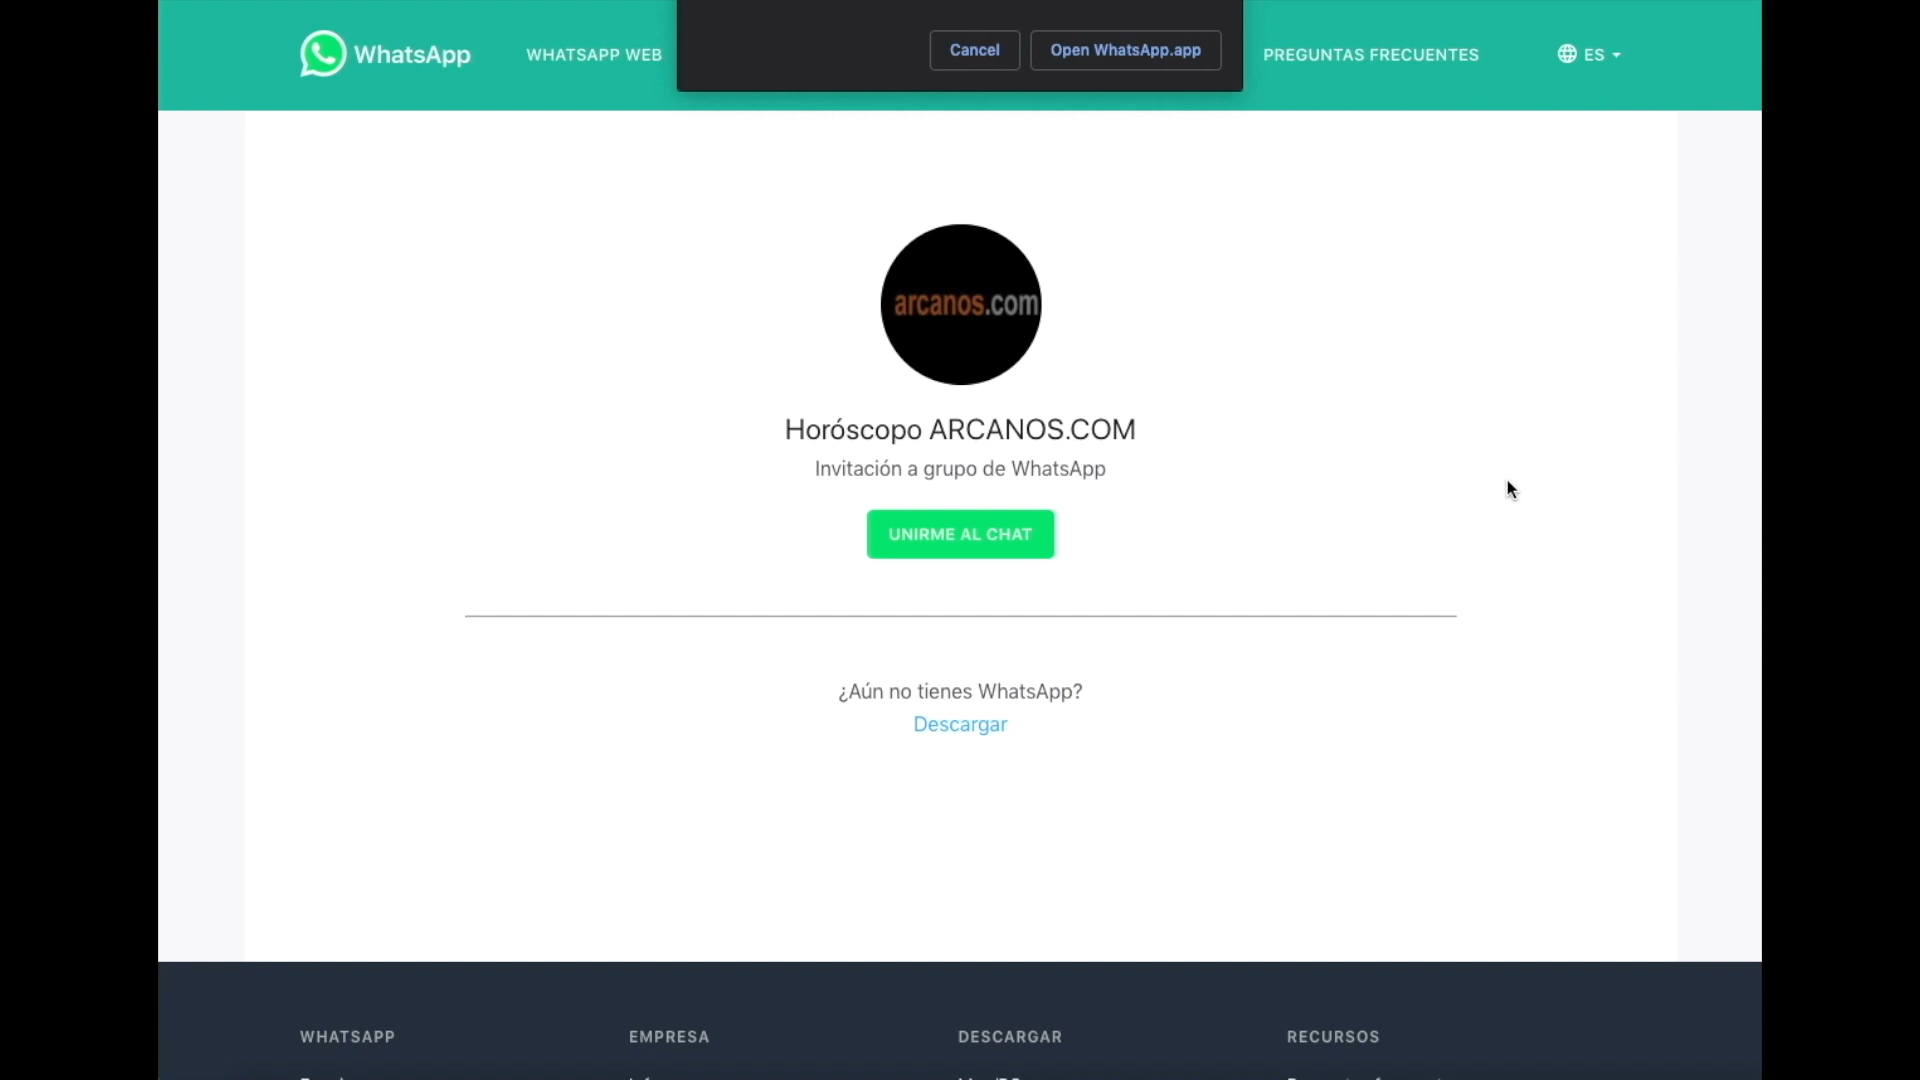 WhatsApp
WHATSAPP WEB
Cancel
Open WhatsApp.app
PREGUNTAS FRECUENTES
ES
arcanos.com
Horóscopo ARCANOS.COM
Invitación a grupo de WhatsApp
UNIRME AL CHAT
¿Aún no tienes WhatsApp?
Descargar
WHATSAPP
EMPRESA
DESCARGAR
RECURSOS